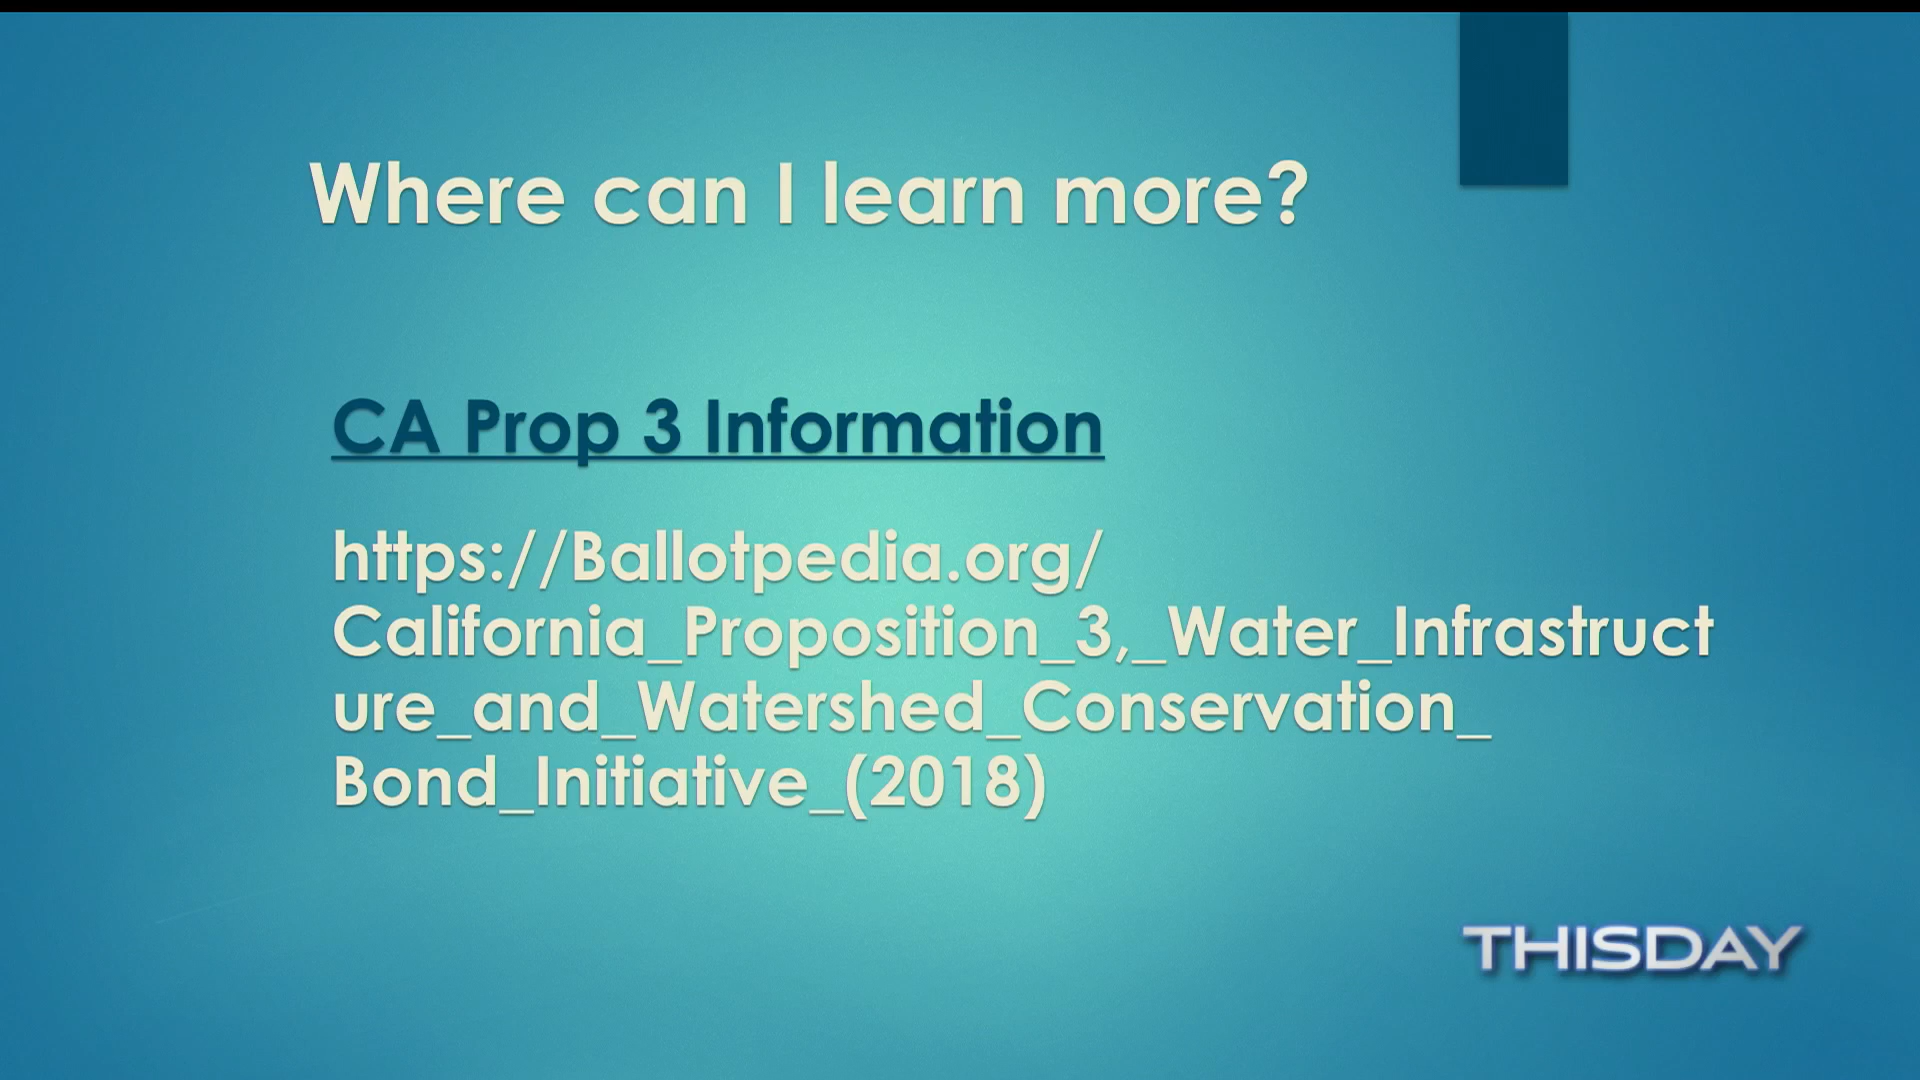 Where can I learn more?
CA Prop 3 Information
https://Ballotpedia.org/
California_Proposition_3,_Water_Infrastruct
ure_and_Watershed_Conservation_
Bond_Initiative_(2018)
THISDAY